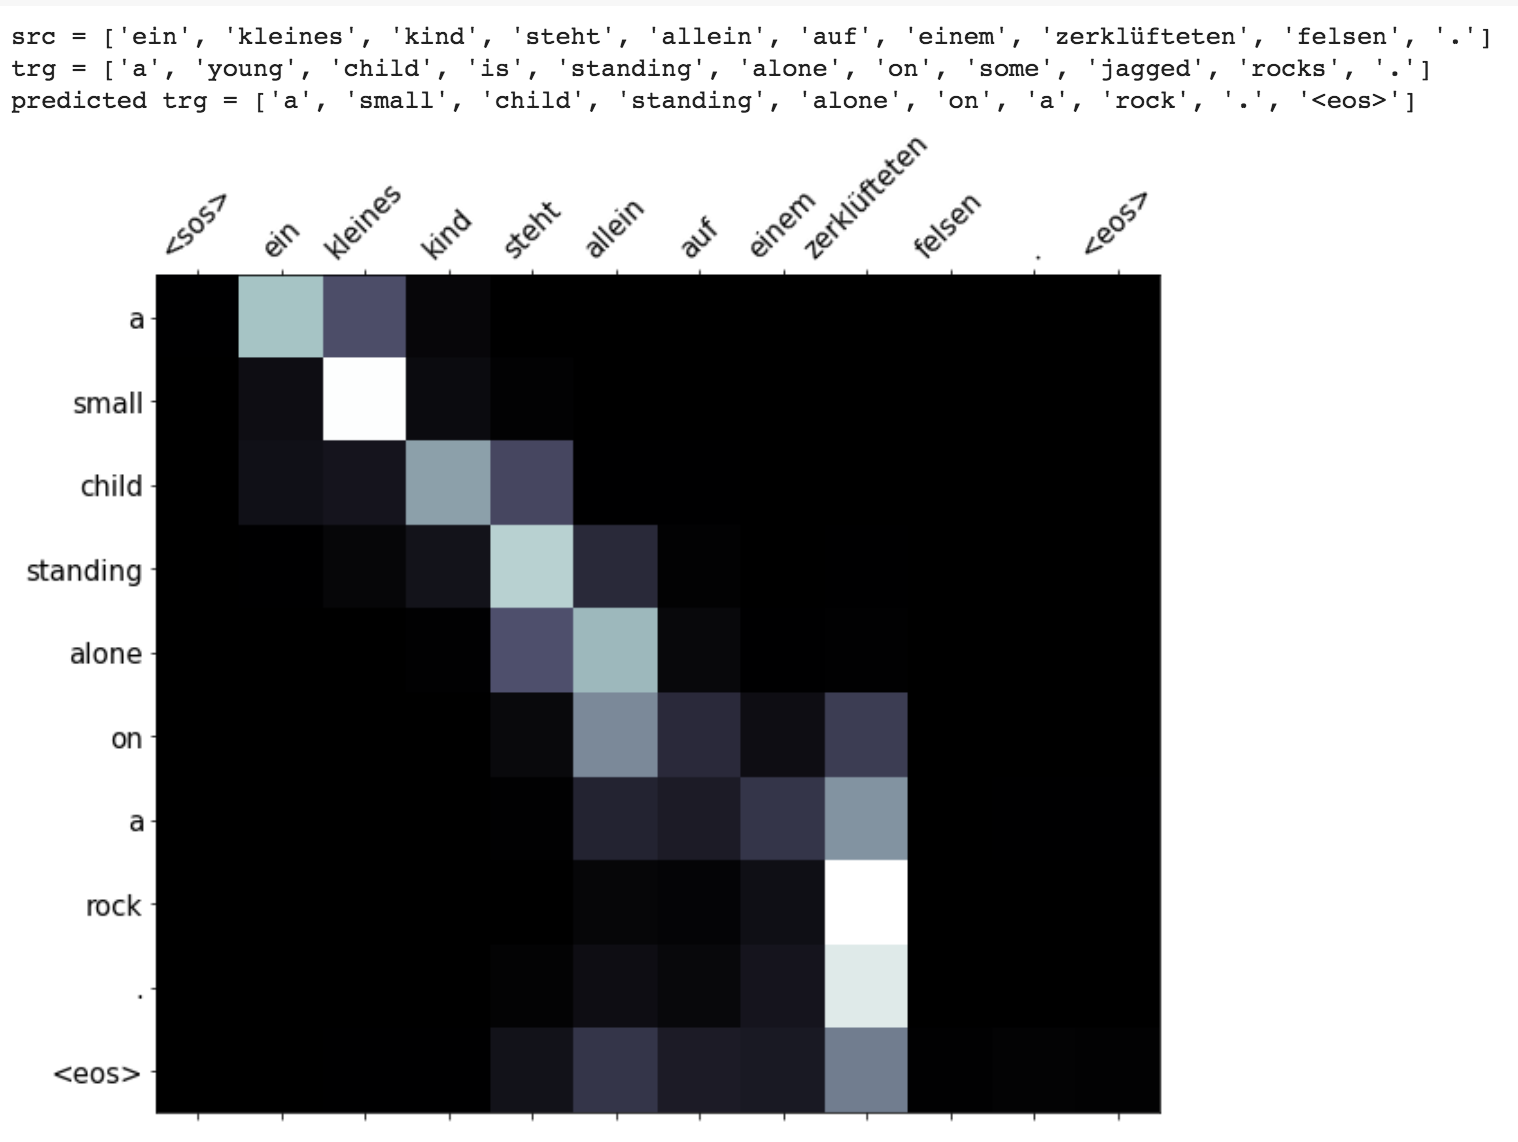 src = ['ein', 'kleines', 'kind', 'steht', 'allein', 'auf', 'einem', 'zerklüfteten', 'felsen', '.']
trg = ['a', 'young', 'child', 'is', 'standing', 'alone', 'on', 'some', 'jagged', 'rocks', '.']
predicted trg = ['a', 'small', 'child', 'standing', 'alone', 'on', 'a', 'rock', '.', '<eos>']
<sos> ein kleines kind steht allein auf einem zerklüfteten felsen . <eos>
a
small
child
standing
alone
on
a
rock
.
<eos>